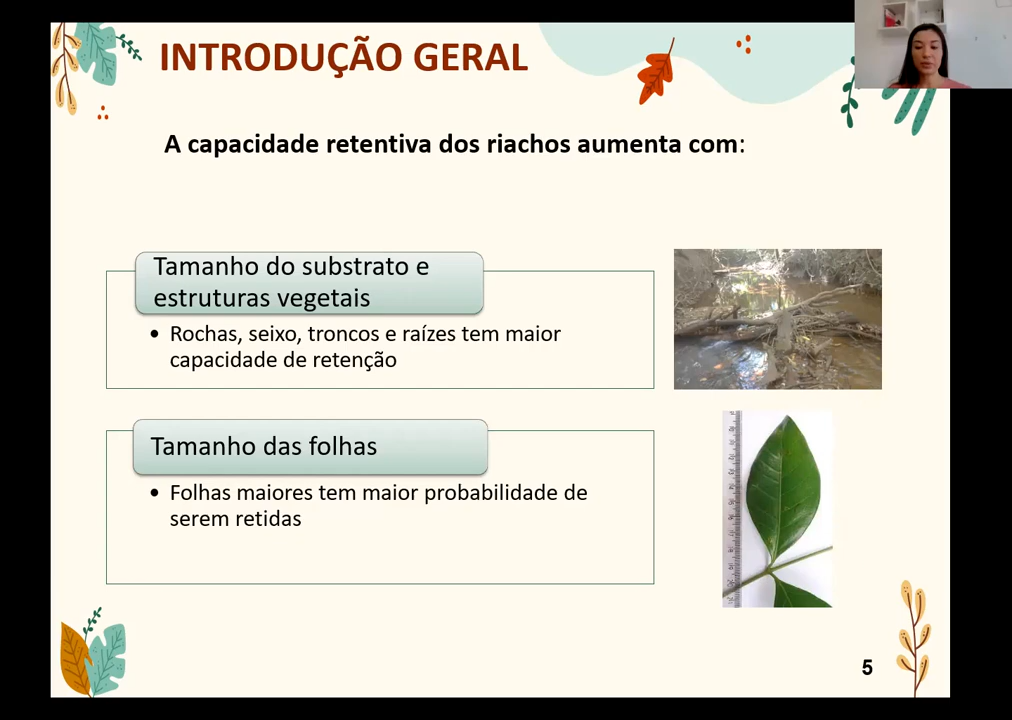 INTRODUÇÃO GERAL
A capacidade retentiva dos riachos aumenta com:
Tamanho do substrato e
estruturas vegetais
• Rochas, seixo, troncos e raízes tem maior
capacidade de retenção
Tamanho das folhas
• Folhas maiores tem maior probabilidade de
serem retidas
5